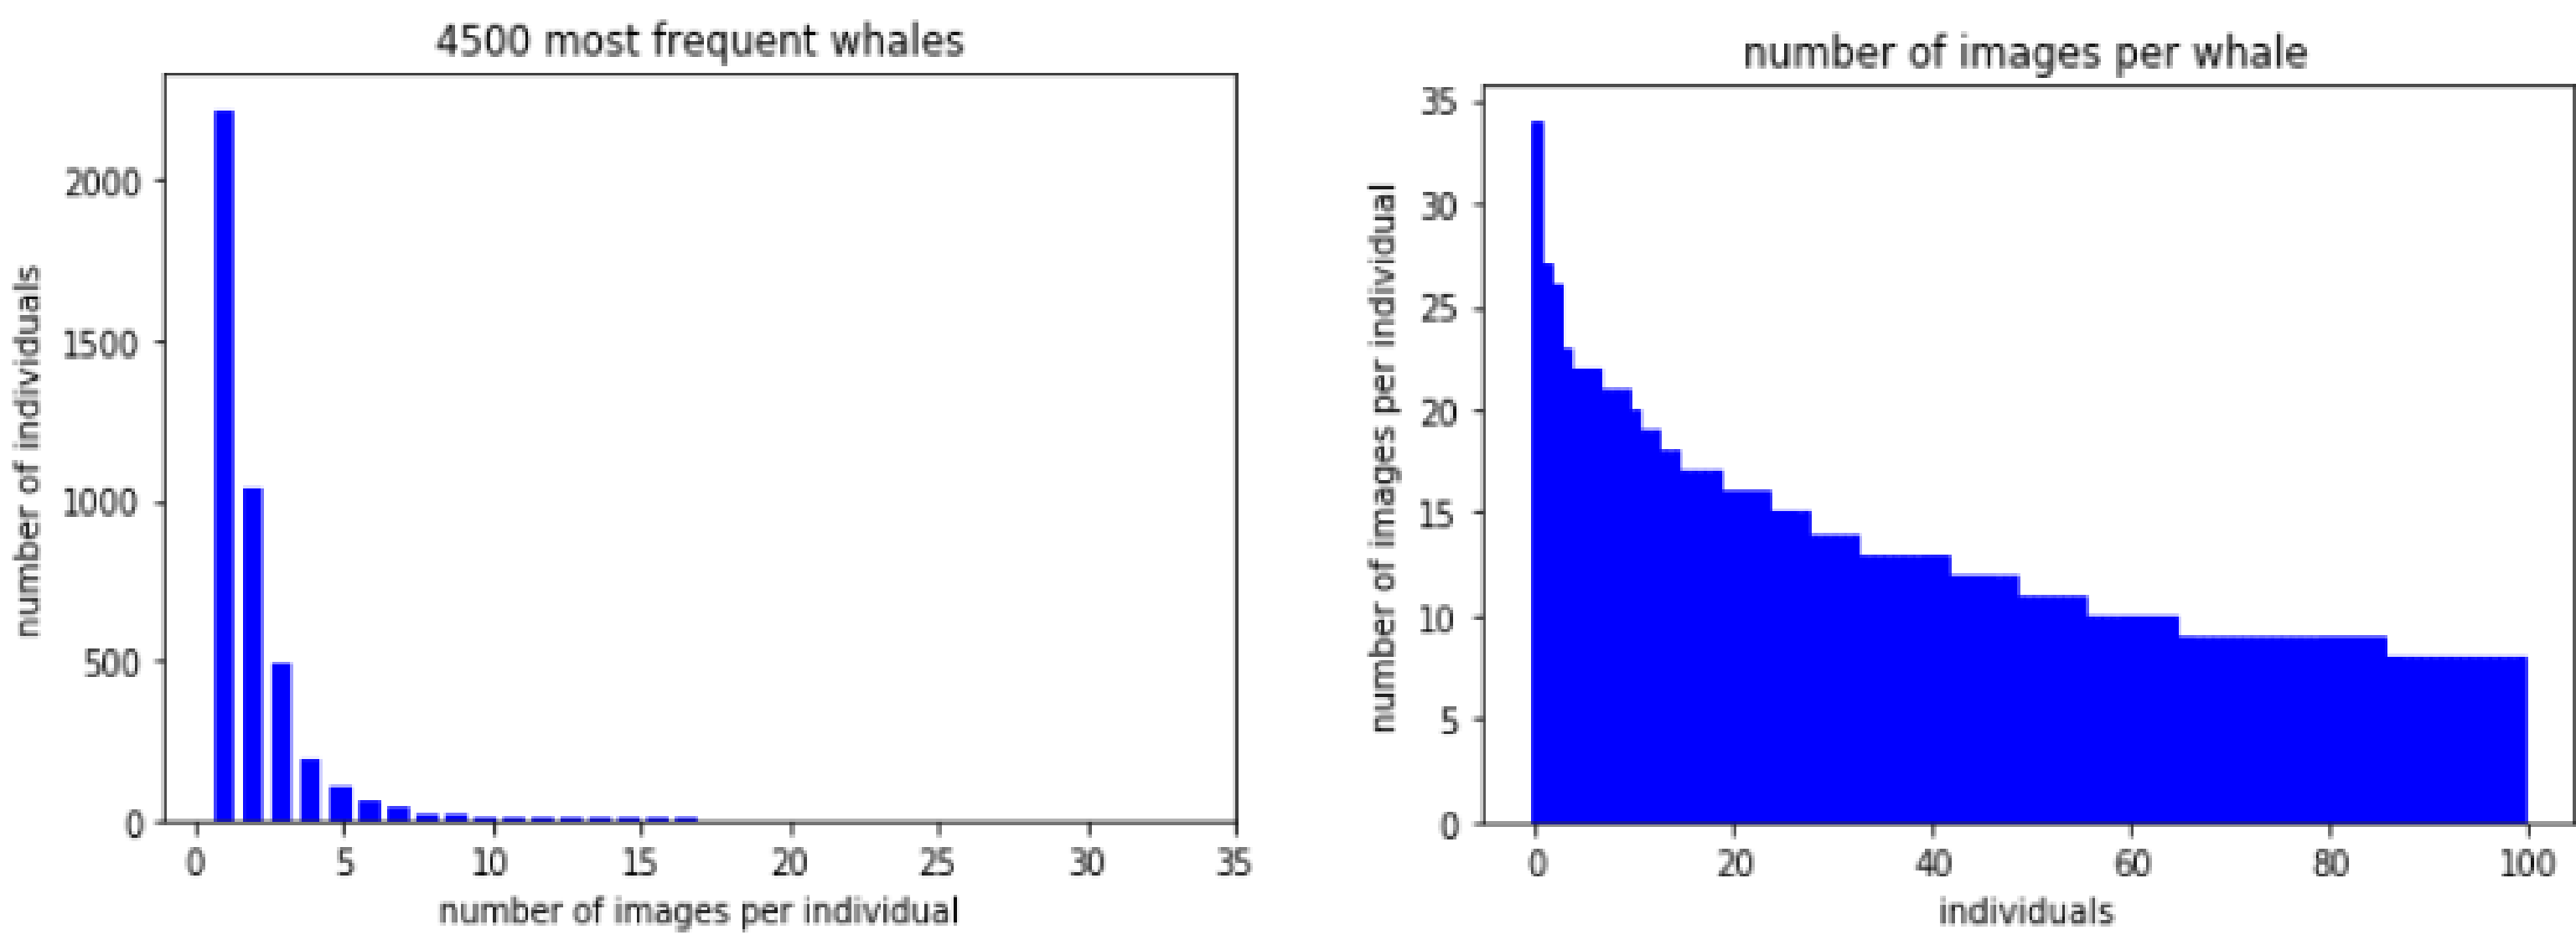 4500 most frequent whales
number of individuals
2000
1500
1000
500
0
0 5 10 15 20 25 30 35
number of images per individual
number of images per whale
number of images per individual
35
30
25
20
15
10
5
0
0 20 40 60 80 100
individuals